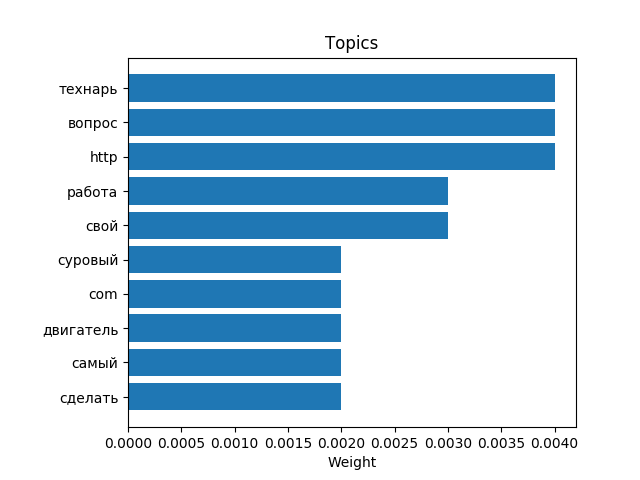 Topics
технарь
вопрос
http
работа
свой
суровый
com
двигатель
самый
сделать
0.0000 0.0005 0.0010 0.0015 0.0020 0.0025 0.0030 0.0035 0.0040
Weight